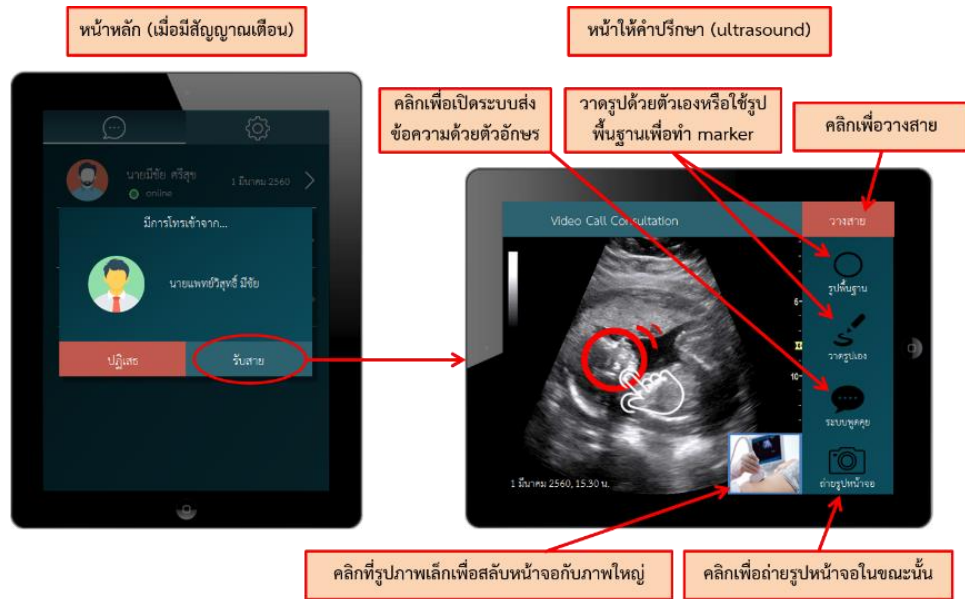 หน้าหลัก (เมื่อมีสัญญาณเตือน)
หน้าให้คำปรึกษา (ultrasound)
คลิกเพื่อเปิดระบบส่ง
ข้อความด้วยตัวอักษร
วาดรูปด้วยตัวเองหรือใช้รูป
พื้นฐานเพื่อทำ marker
คลิกเพื่อวางสาย
นายมีชัย ศรีสุข
online
1 มีนาคม 2560
มีการโทรเข้าจาก...
นายแพทย์วิสุทธิ์ มีชัย
ปฏิเสธ
รับสาย
Video Call Consultation
วางสาย
รูปพื้นฐาน
5-
วาดรูปเอง
10-
ระบบพูดคุย
1 มีนาคม 2560, 15.30 น.
ถ่ายรูปหน้าจอ
คลิกที่รูปภาพเล็กเพื่อสลับหน้าจอกับภาพใหญ่
คลิกเพื่อถ่ายรูปหน้าจอในขณะนั้น